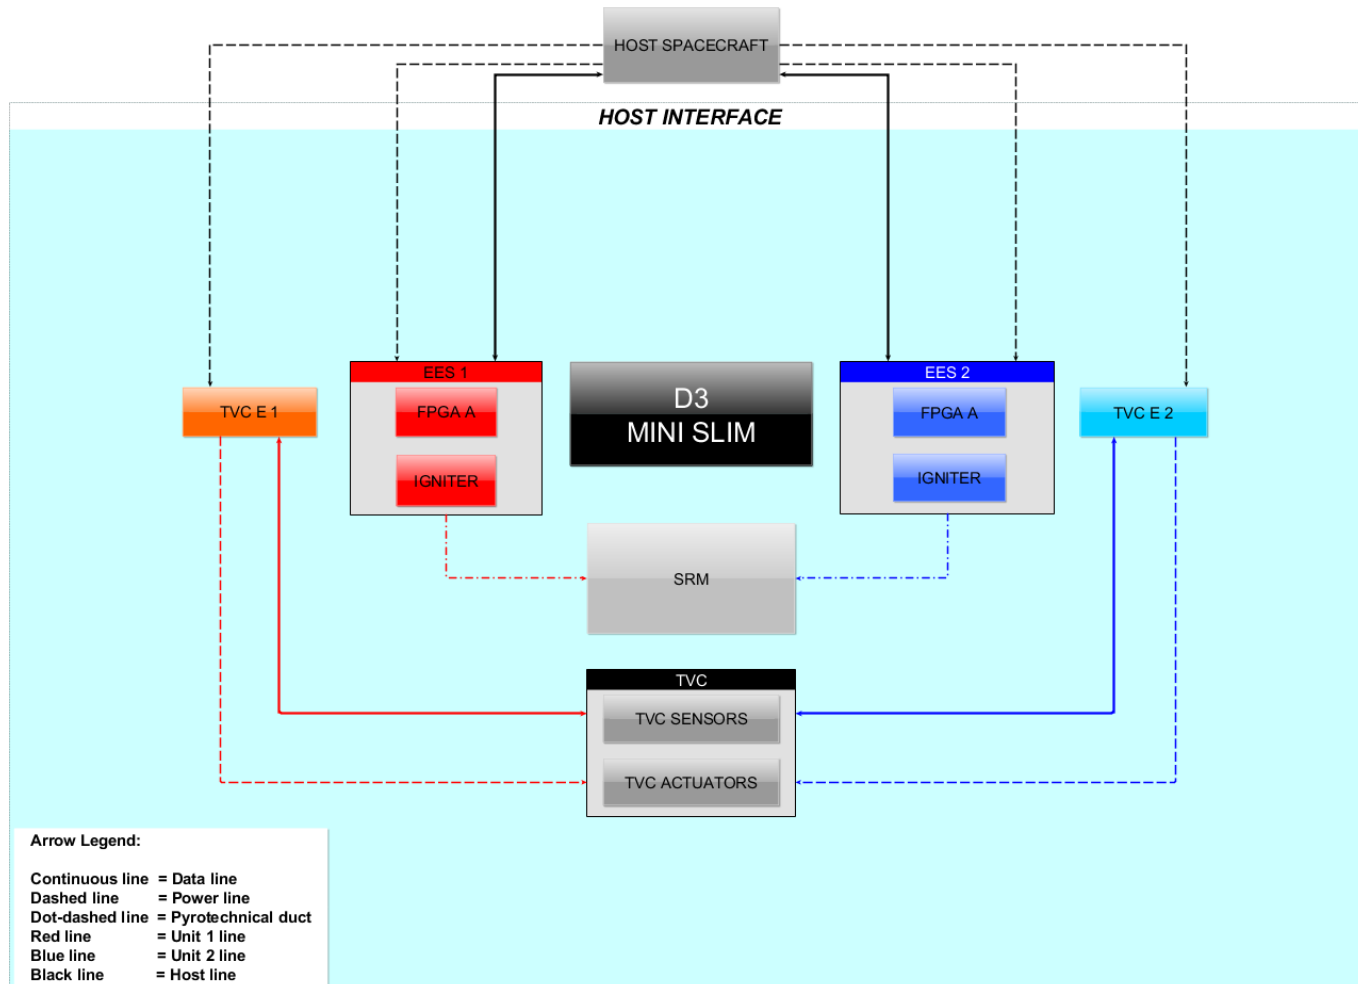 HOST SPACECRAFT
HOST INTERFACE
EES 1
FPGA A
IGNITER
D3
MINI SLIM
EES 2
FPGA A
IGNITER
TVC E 1
TVC E 2
SRM
TVC
TVC SENSORS
TVC ACTUATORS
Arrow Legend:
Continuous line = Data line
Dashed line = Power line
Dot-dashed line = Pyrotechnical duct
Red line = Unit 1 line
Blue line = Unit 2 line
Black line = Host line